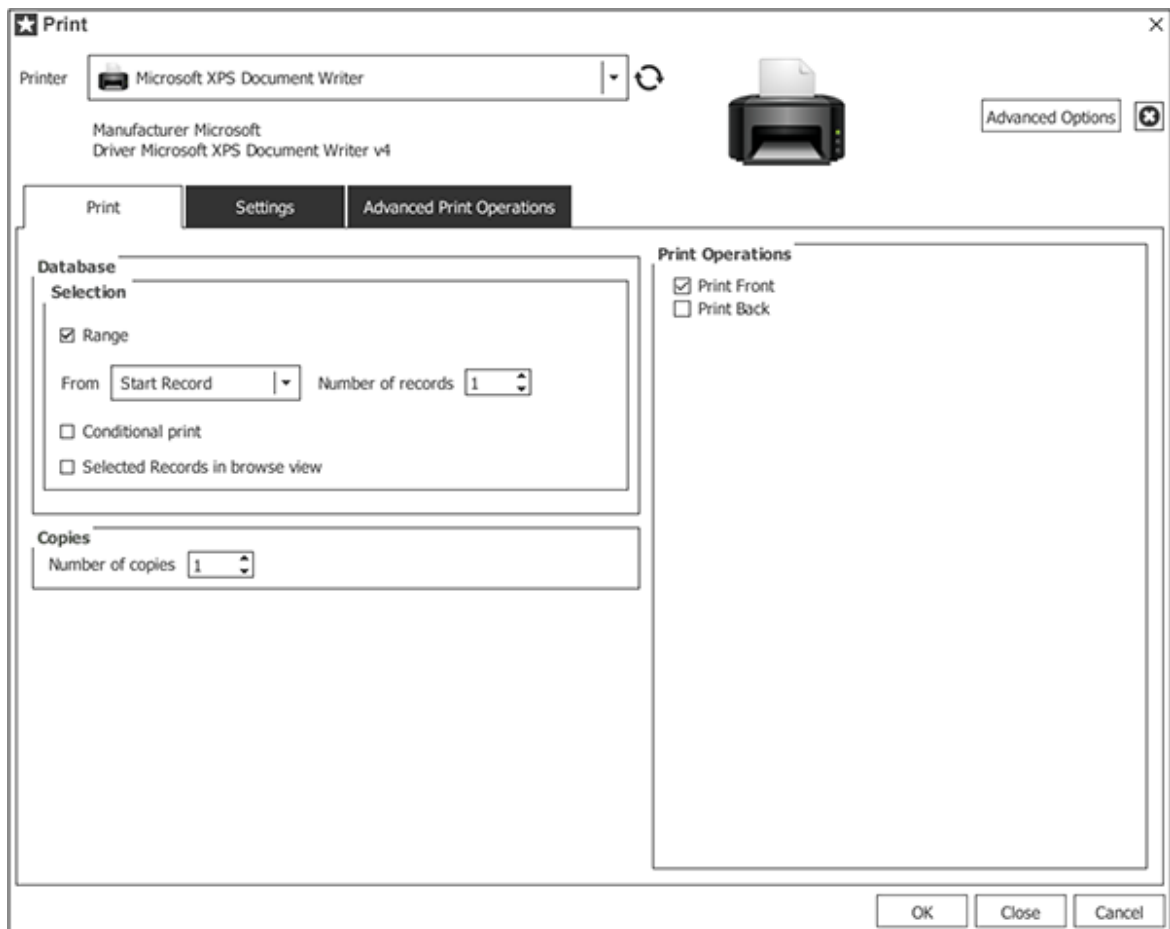 Print
Printer
Microsoft XPS Document Writer
Advanced Options
Manufacturer Microsoft
Driver Microsoft XPS Document Writer v4
Print
Settings
Advanced Print Operations
Database
Selection
Range
From
Start Record
Number of records
1
Conditional print
Selected Records in browse view
Copies
Number of copies
1
Print Operations
Print Front
Print Back
OK
Close
Cancel